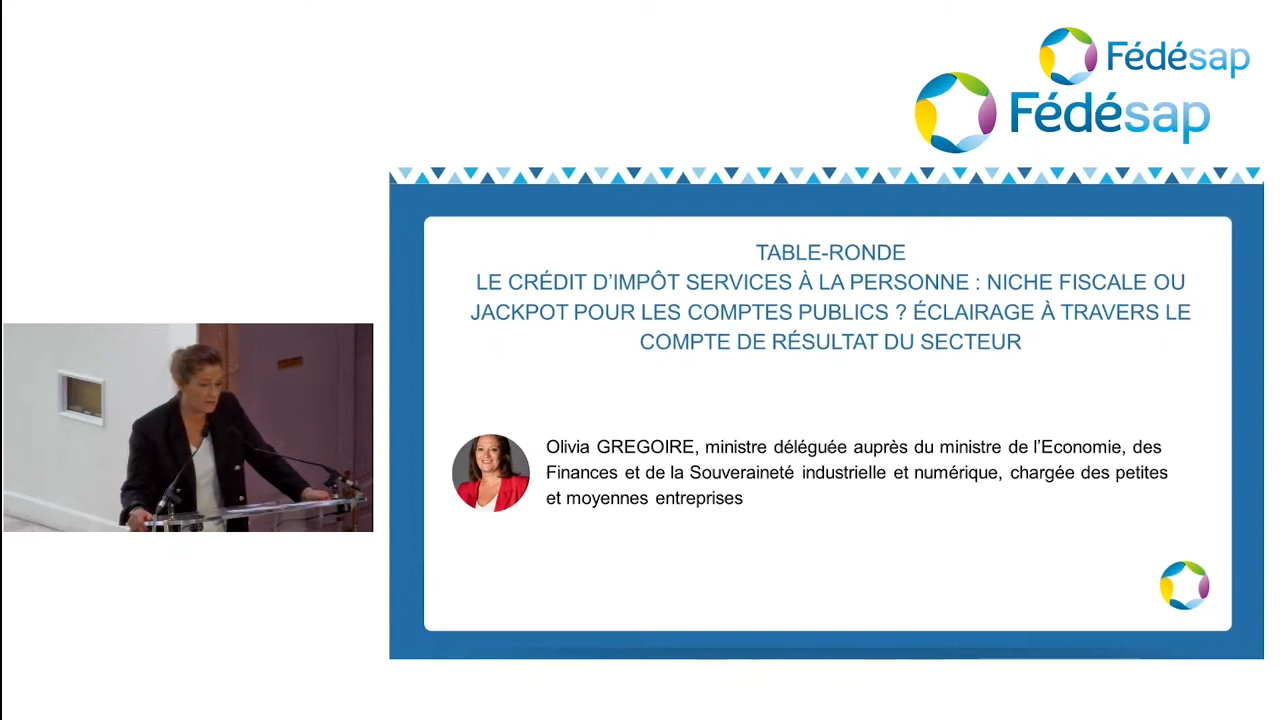 Fédésap
Fédésap
TABLE-RONDE
LE CRÉDIT D’IMPÔT SERVICES À LA PERSONNE : NICHE FISCALE OU
JACKPOT POUR LES COMPTES PUBLICS ? ÉCLAIRAGE À TRAVERS LE
COMPTE DE RÉSULTAT DU SECTEUR
Olivia GREGOIRE, ministre déléguée auprès du ministre de l’Economie, des
Finances et de la Souveraineté industrielle et numérique, chargée des petites
et moyennes entreprises